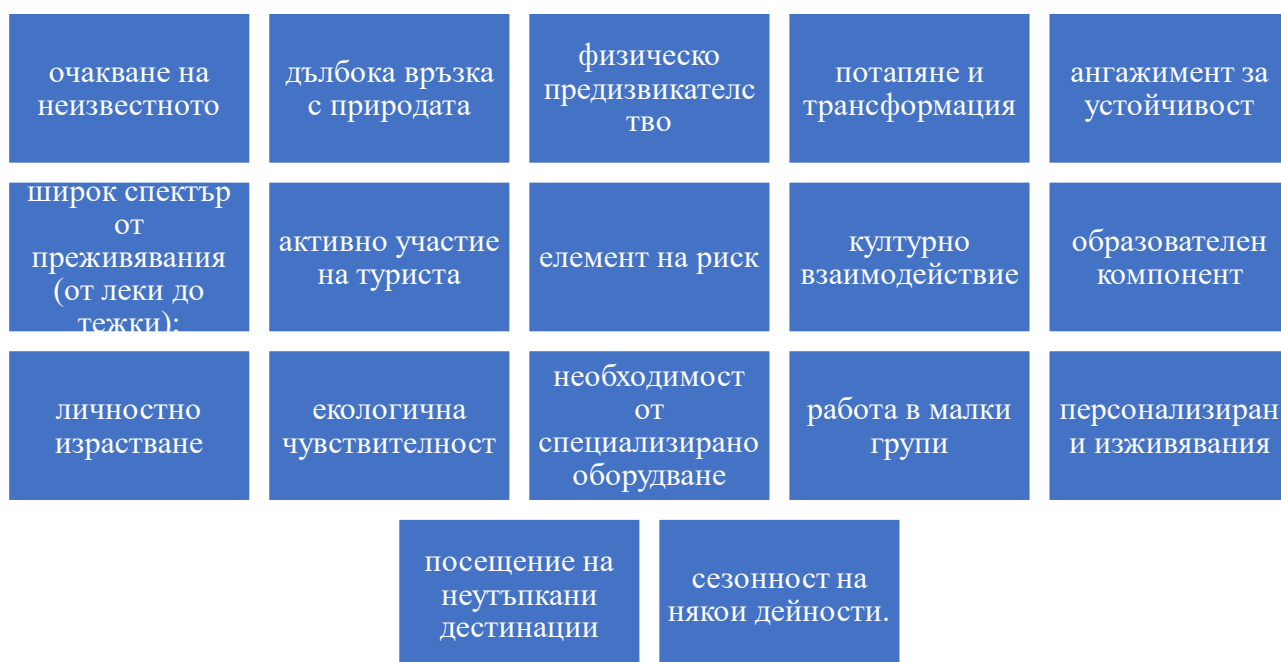 очакване на
неизвестното
дълбока връзка
с природата
физическо
предизвикателс
тво
потапяне и
трансформация
ангажимент за
устойчивост
широк спектър
от
преживявания
(от леки до
тежки);
активно участие
на туриста
елемент на риск
културно
взаимодействие
образователен
компонент
личностно
израстване
екологична
чувствителност
необходимост
от
специализирано
оборудване
работа в малки
групи
персонализиран
и изживявания
посещение на
неутъпкани
дестинации
сезонност на
някои дейности.